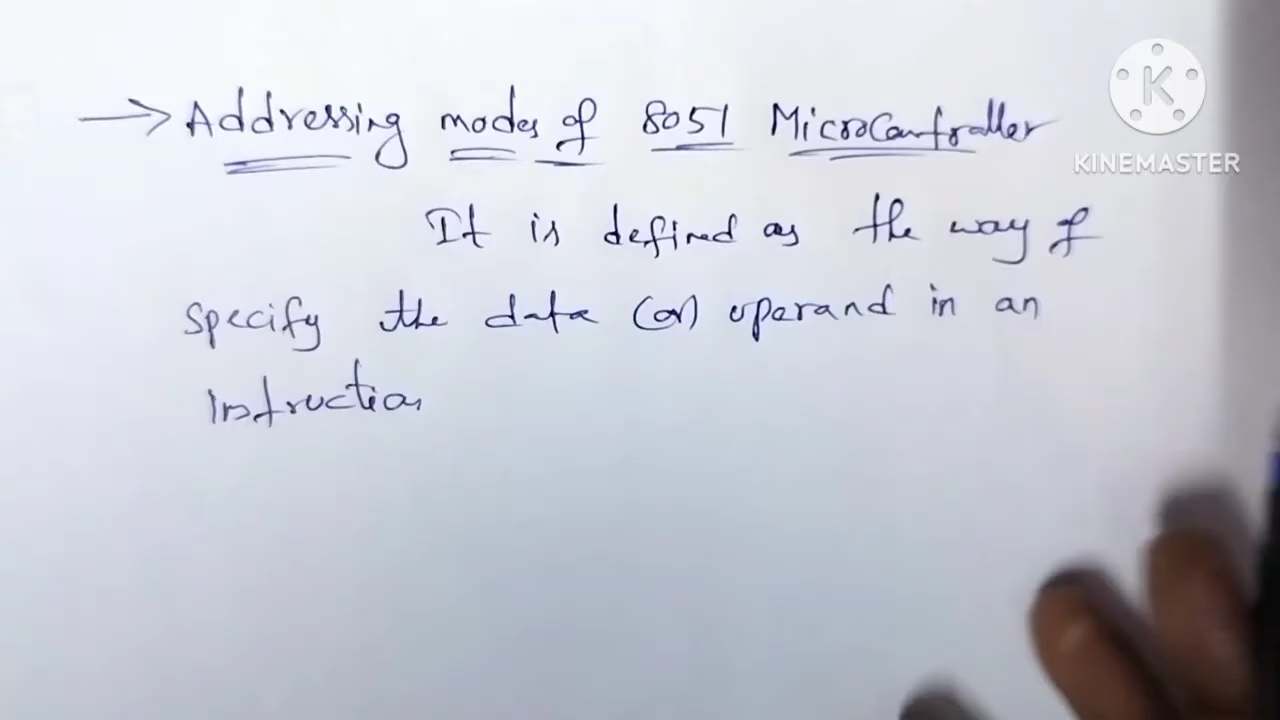 → Addressing modes of 8051 MicroController
K
KINEMASTER
It is defined as the way of
specify the data (or) operand in an
Instruction